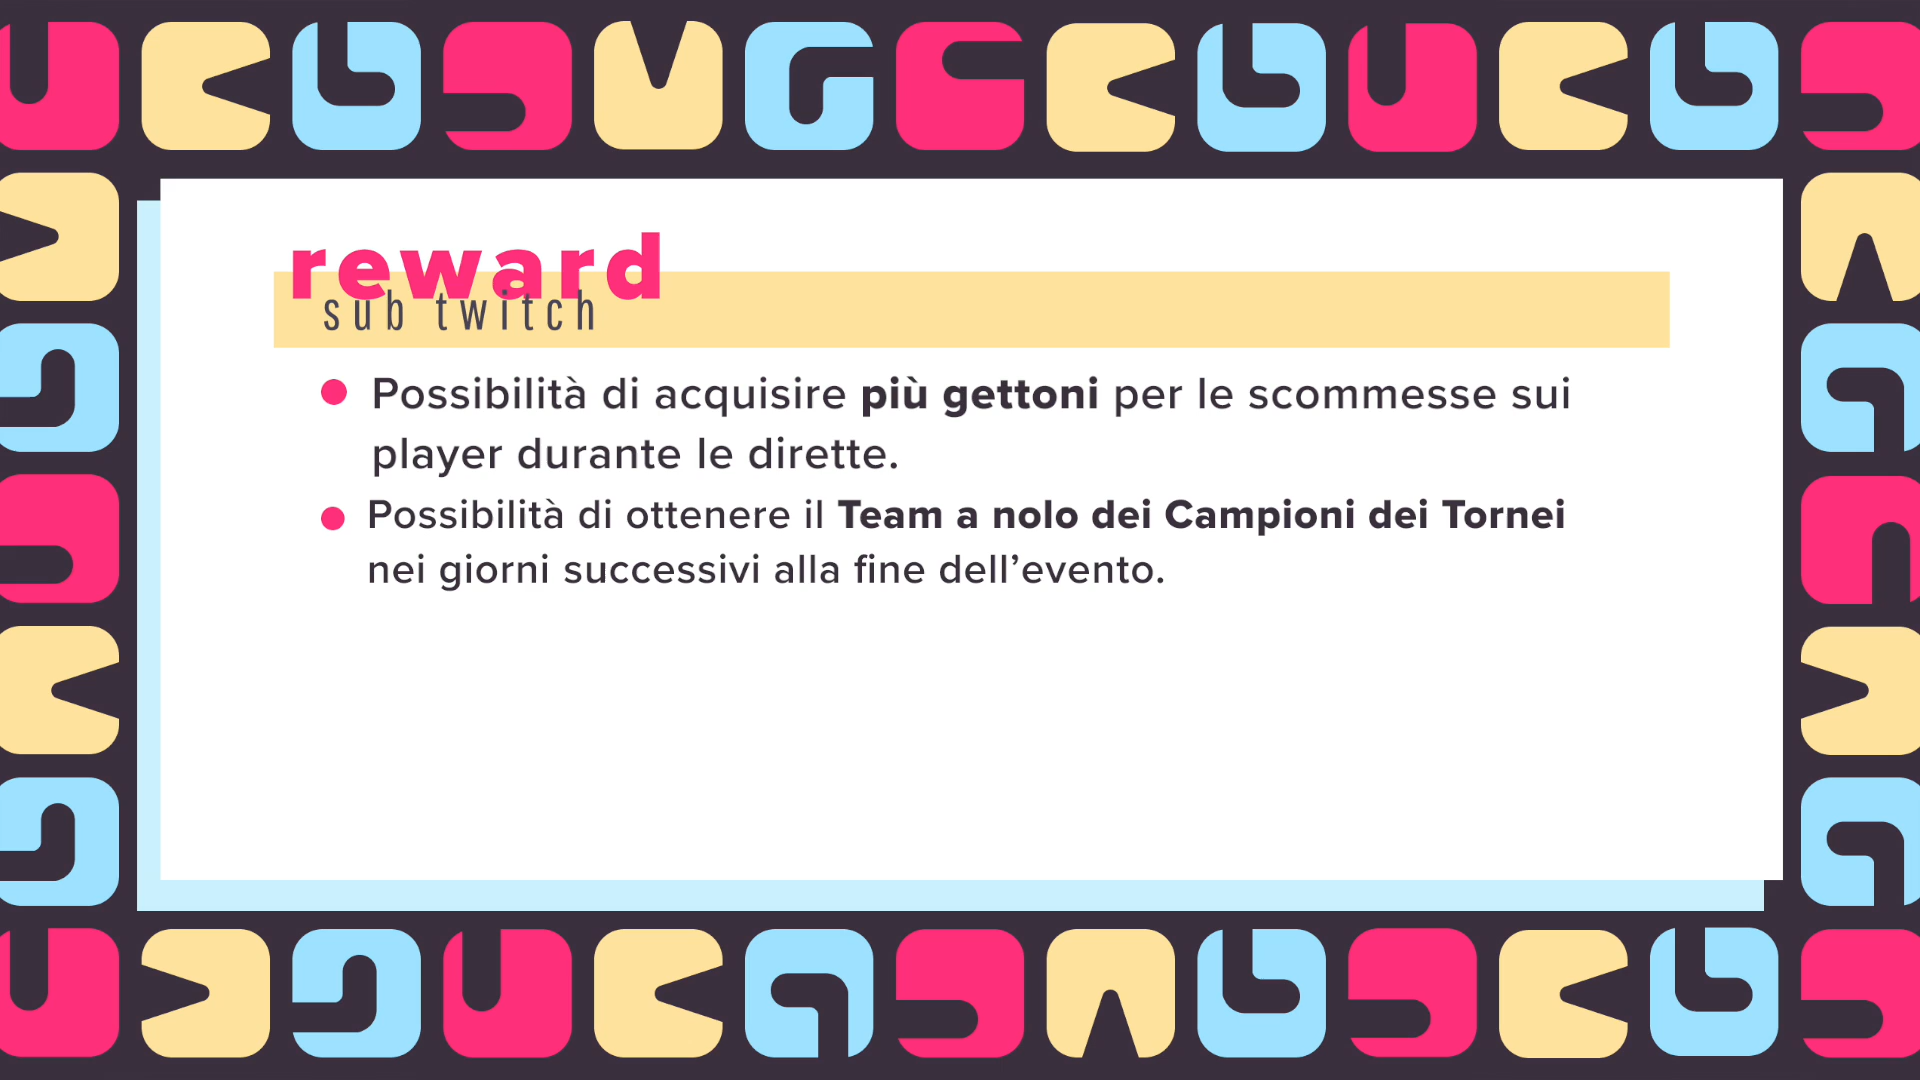 reward
sub twitch
Possibilità di acquisire più gettoni per le scommesse sui
player durante le dirette.
Possibilità di ottenere il Team a nolo dei Campioni dei Tornei
nei giorni successivi alla fine dell’evento.